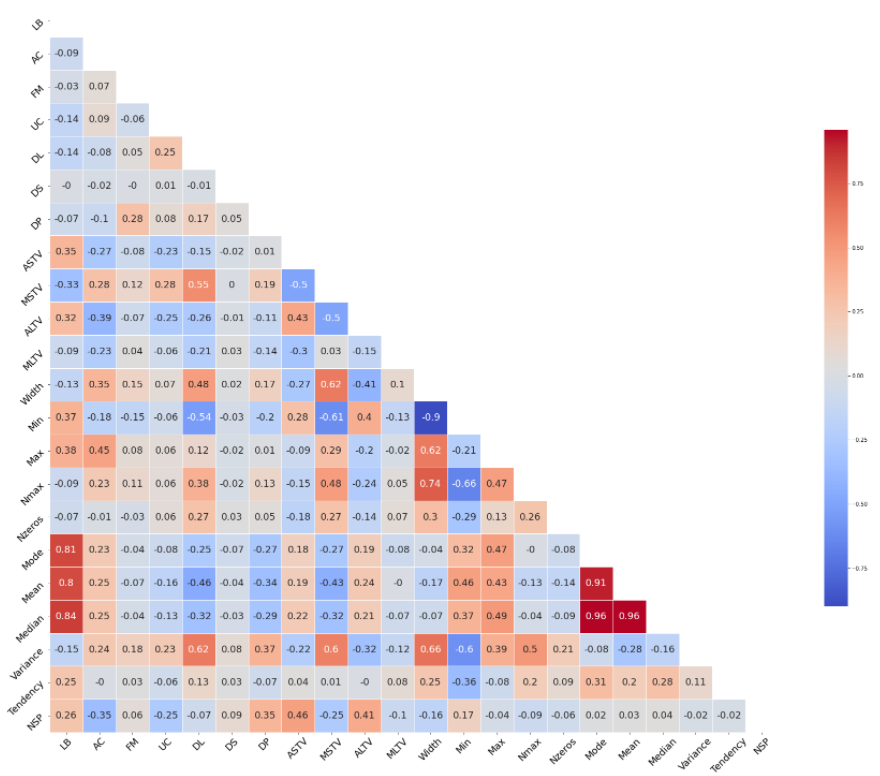 LB
AC -0.09
FM -0.03 0.07
UC -0.14 0.09 -0.06
DL -0.14 -0.08 0.05 0.25
DS -0 -0.02 -0 0.01 -0.01
DP -0.07 -0.1 0.28 0.08 0.17 0.05
ASTV 0.35 -0.27 -0.08 -0.23 -0.15 -0.02 0.01
MSTV -0.33 0.28 0.12 0.28 0.55 0 0.19 -0.5
ALTV 0.32 -0.39 -0.07 -0.25 -0.26 -0.01 -0.11 0.43 -0.5
MLTV -0.09 -0.23 0.04 -0.06 -0.21 0.03 -0.14 -0.3 0.03 -0.15
Width -0.13 0.35 0.15 0.07 0.48 0.02 0.17 -0.27 0.62 -0.41 0.1
Min 0.37 -0.18 -0.15 -0.06 -0.54 -0.03 -0.2 0.28 -0.61 0.4 -0.13 -0.9
Max 0.38 0.45 0.08 0.06 0.12 -0.02 0.01 -0.09 0.29 -0.2 -0.02 0.62 -0.21
Nmax -0.09 0.23 0.11 0.06 0.38 -0.02 0.13 -0.15 0.48 -0.24 0.05 0.74 -0.66 0.47
Nzeros -0.07 -0.01 -0.03 0.06 0.27 0.03 0.05 -0.18 0.27 -0.14 0.07 0.3 -0.29 0.13 0.26
Mode 0.81 0.23 -0.04 -0.08 -0.25 -0.07 -0.27 0.18 -0.27 0.19 -0.08 -0.04 0.32 0.47 -0 -0.08
Mean 0.8 0.25 -0.07 -0.16 -0.46 -0.04 -0.34 0.19 -0.43 0.24 -0 -0.17 0.46 0.43 -0.13 -0.14 0.91
Median 0.84 0.25 -0.04 -0.13 -0.32 -0.03 -0.29 0.22 -0.32 0.21 -0.07 -0.07 0.37 0.49 -0.04 -0.09 0.96 0.96
Variance -0.15 0.24 0.18 0.23 0.62 0.08 0.37 -0.22 0.6 -0.32 -0.12 0.66 -0.6 0.39 0.5 0.21 -0.08 -0.28 -0.16
Tendency 0.25 -0 0.03 -0.06 0.13 0.03 -0.07 0.04 0.01 -0 0.08 0.25 -0.36 -0.08 0.2 0.09 0.31 0.2 0.28 0.11
NSP 0.26 -0.35 0.06 -0.25 -0.07 0.09 0.35 0.46 -0.25 0.41 -0.1 -0.16 0.17 -0.04 -0.09 -0.06 0.02 0.03 0.04 -0.02 -0.02
LB AC FM UC DL DS DP ASTV MSTV ALTV MLTV Width Min Max Nmax Nzeros Mode Mean Median Variance Tendency NSP
0.75
0.50
0.25
0.00
0.25
0.50
-0.75